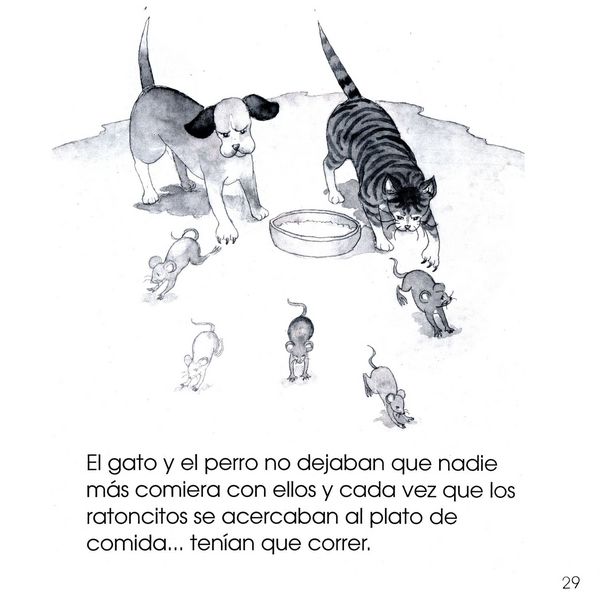 El gato y el perro no dejaban que nadie
más comiera con ellos y cada vez que los
ratoncitos se acercaban al plato de
comida... tenían que correr.
29